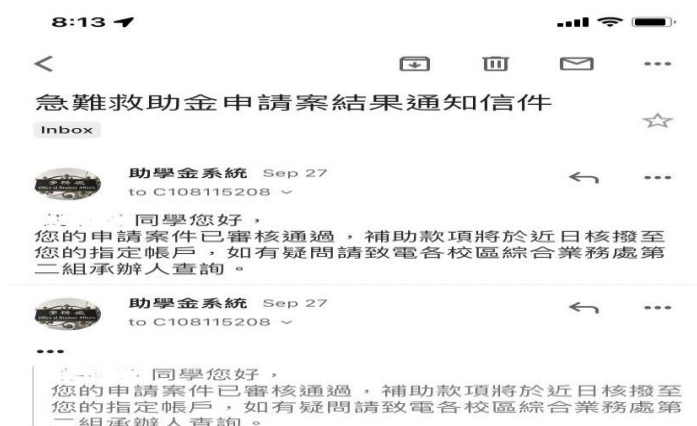 8:13
急難救助金申請案結果通知信件
Inbox
助學金系統 Sep 27
to C108115208
同學您好，
您的申請案件已審核通過，補助款項將於近日核撥至
您的指定帳戶，如有疑問請致電各校區綜合業務處第
二組承辦人查詢。
助學金系統 Sep 27
to C108115208
同學您好，
您的申請案件已審核通過，補助款項將於近日核撥至
您的指定帳戶，如有疑問請致電各校區綜合業務處第
二組承辦人查詢。